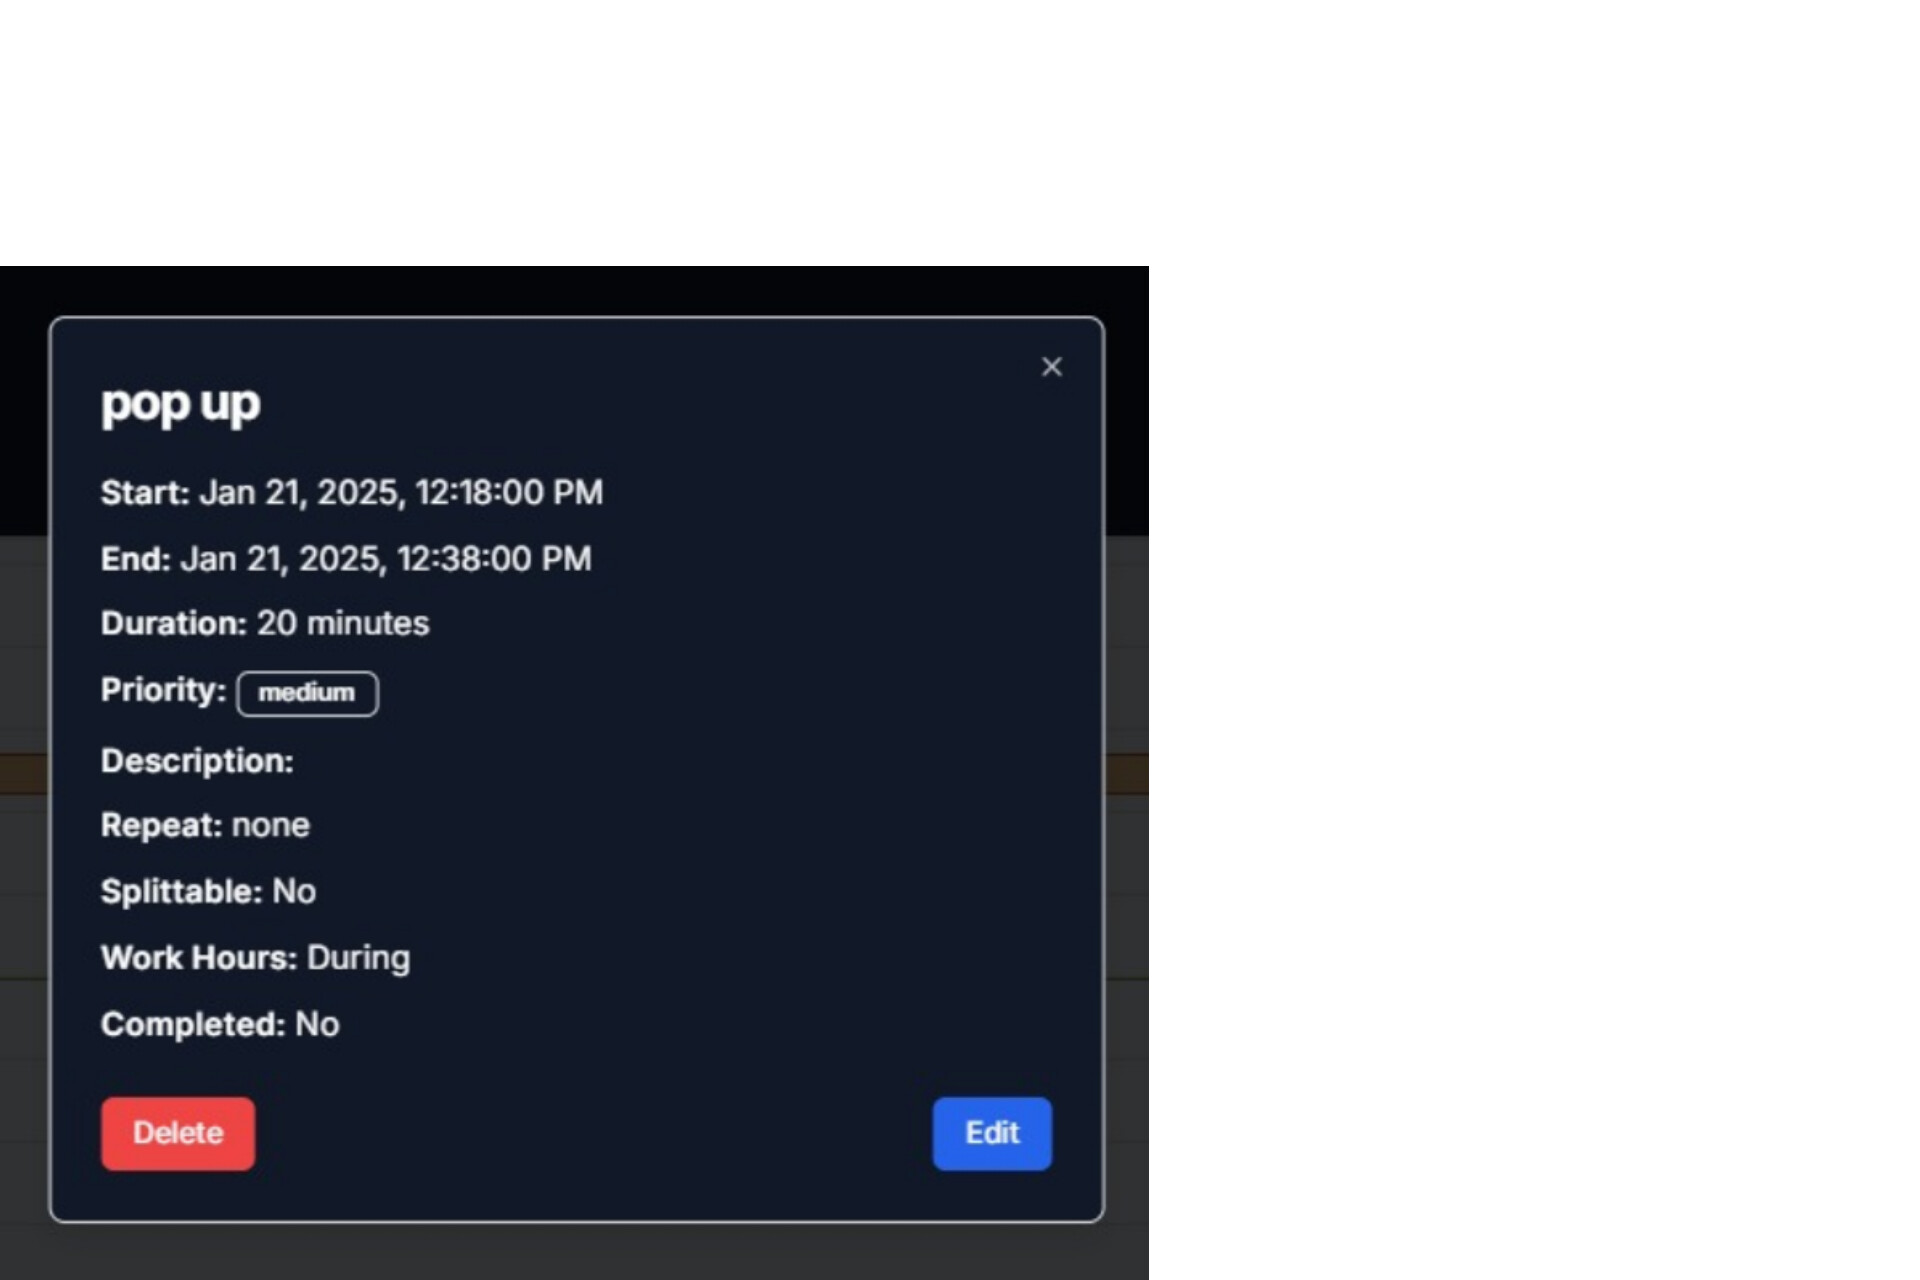 pop up
Start: Jan 21, 2025, 12:18:00 PM
End: Jan 21, 2025, 12:38:00 PM
Duration: 20 minutes
Priority: medium
Description:
Repeat: none
Splittable: No
Work Hours: During
Completed: No
Delete Edit